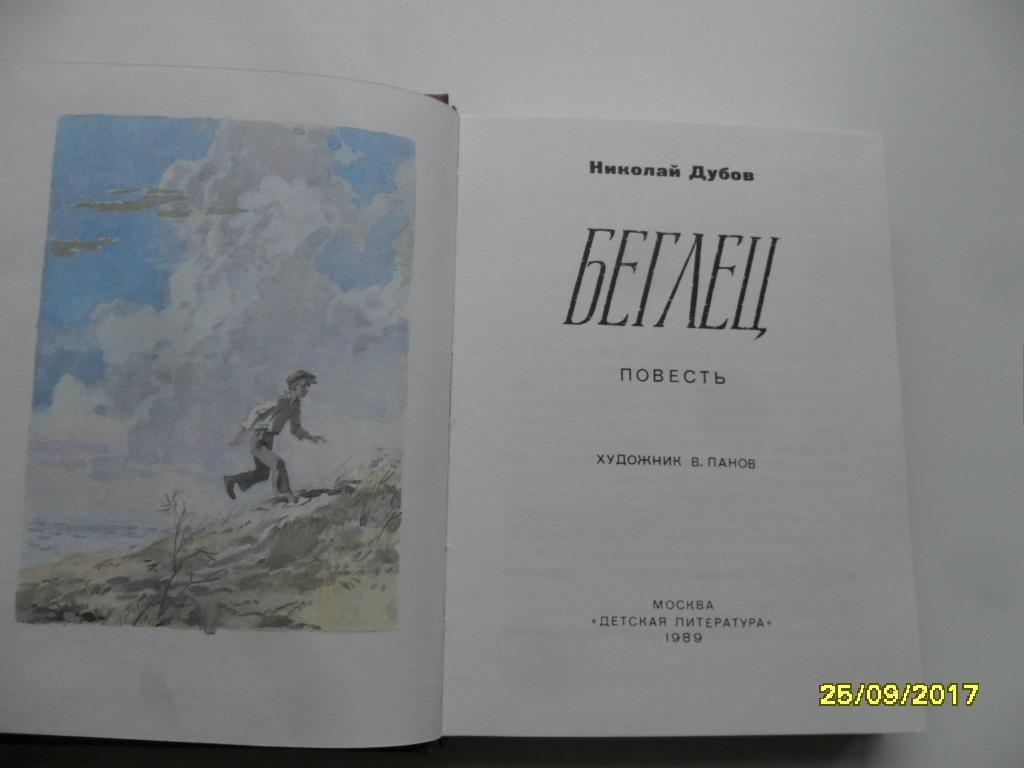 Николай Дубов
БЕГЛЕЦ
ПОВЕСТЬ
ХУДОЖНИК В. ПАНОВ
МОСКВА
«ДЕТСКАЯ ЛИТЕРАТУРА»
1989
25/09/2017